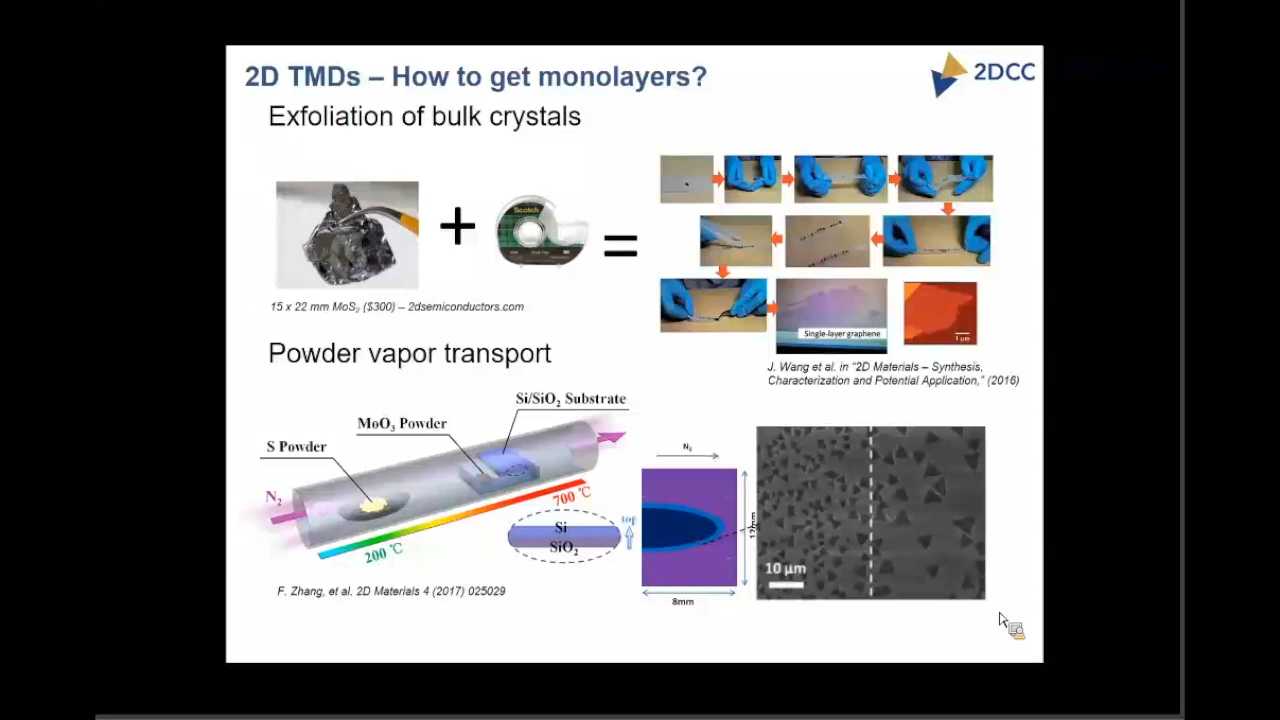 2D TMDs – How to get monolayers?
2DCC
Exfoliation of bulk crystals
Scotch
+
=
15 x 22 mm MoS₂ ($300) – 2dsemiconductors.com
Single-layer graphene
1 μm
J. Wang et al. in “2D Materials – Synthesis,
Characterization and Potential Application,” (2016)
Powder vapor transport
Si/SiO₂ Substrate
MoO₃ Powder
S Powder
N₂
700 ℃
200 ℃
Si
SiO₂
top
N₂
12mm
8mm
10 μm
F. Zhang, et al. 2D Materials 4 (2017) 025029